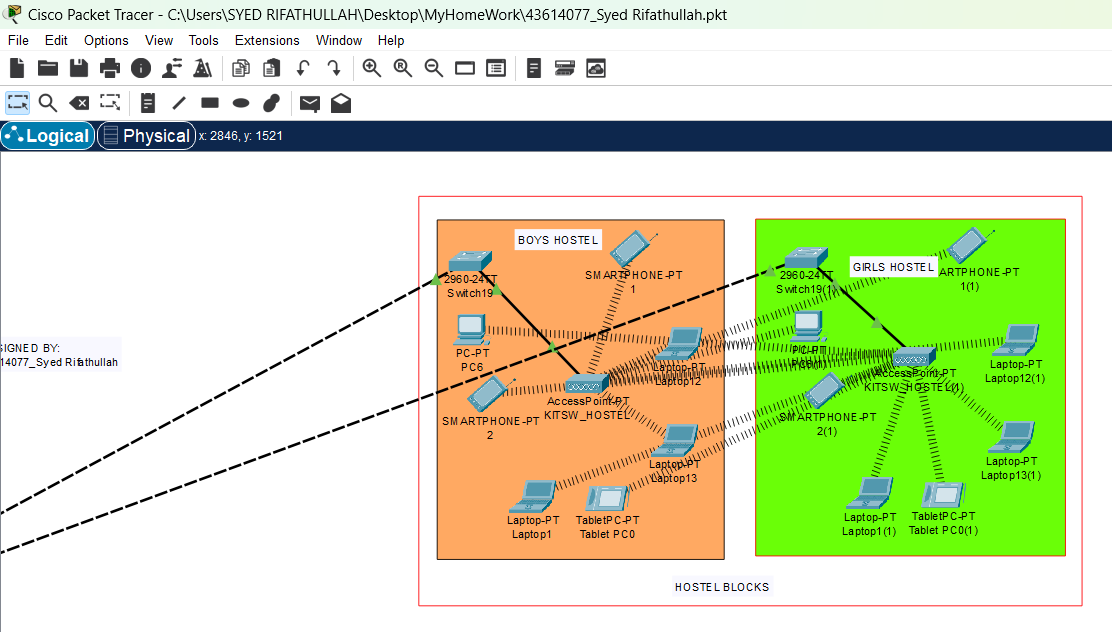 Cisco Packet Tracer - C:\Users\SYED RIFATHULLAH\Desktop\MyHomeWork\43614077_Syed Rifathullah.pkt
File Edit Options View Tools Extensions Window Help
Logical Physical x: 2846, y: 1521
SIGNED BY:
14077_Syed Rifathullah
BOYS HOSTEL
2960-24TT
Switch19
SMARTPHONE-PT
1
PC-PT
PC6
Laptop-PT
Laptop12
SMARTPHONE-PT
2
AccessPoint-PT
KITSW_HOSTEL
Laptop-PT
Laptop13
Laptop-PT
Laptop1
TabletPC-PT
Tablet PC0
GIRLS HOSTEL
2960-24TT
Switch19(1)
ARTPHONE-PT
1(1)
PC-PT
Laptop-PT
Laptop12(1)
AccessPoint-PT
KITSW_HOSTEL(1)
SMARTPHONE-PT
2(1)
Laptop-PT
Laptop13(1)
Laptop-PT
Laptop1(1)
TabletPC-PT
Tablet PC0(1)
HOSTEL BLOCKS